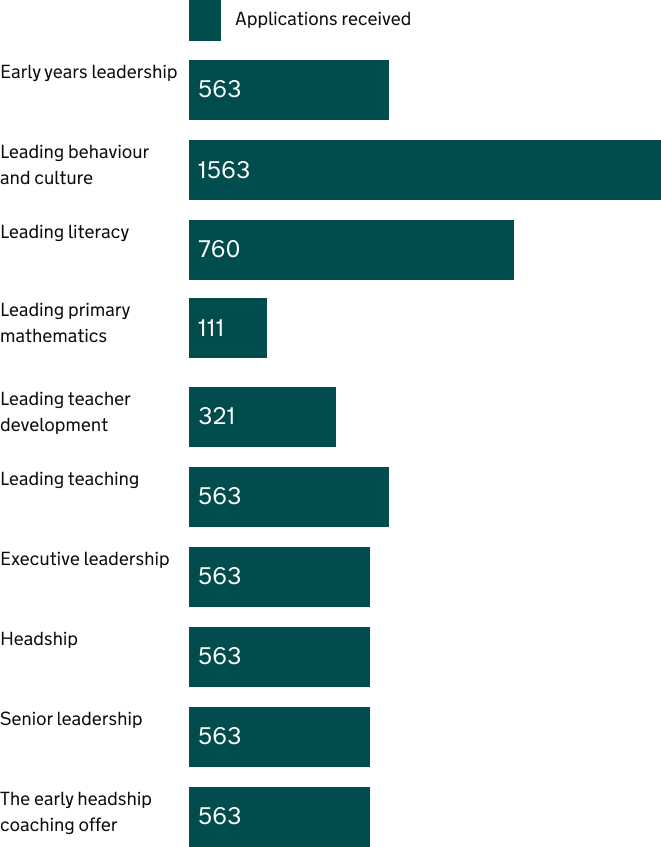 Applications received
Early years leadership
563
Leading behaviour
and culture
1563
Leading literacy
760
Leading primary
mathematics
111
Leading teacher
development
321
Leading teaching
563
Executive leadership
563
Headship
563
Senior leadership
563
The early headship
coaching offer
563